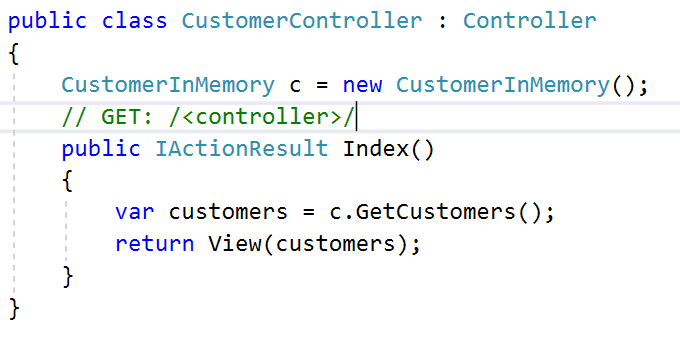 public class CustomerController : Controller
{
CustomerInMemory c = new CustomerInMemory();
// GET: /<controller>/
public IActionResult Index()
{
var customers = c.GetCustomers();
return View(customers);
}
}